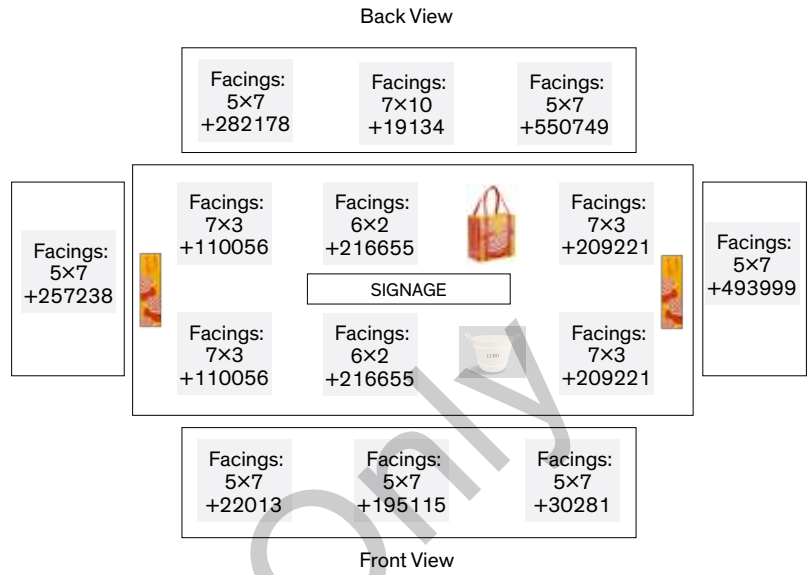 Back View
Facings:
5×7
+282178
Facings:
7×10
+19134
Facings:
5×7
+550749
Facings:
5×7
+257238
Facings:
7×3
+110056
Facings:
6×2
+216655
Facings:
7×3
+209221
Facings:
5×7
+493999
SIGNAGE
Facings:
7×3
+110056
Facings:
6×2
+216655
Facings:
7×3
+209221
Facings:
5×7
+22013
Facings:
5×7
+195115
Facings:
5×7
+30281
Front View
Only